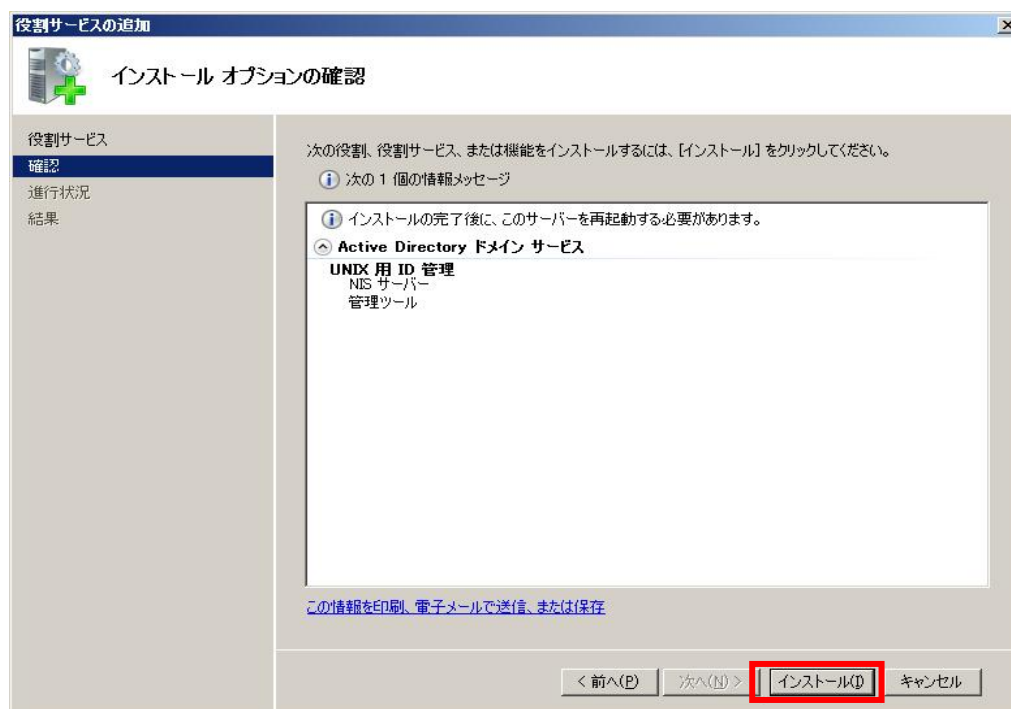 役割サービスの追加
インストール オプションの確認
役割サービス
確認
進行状況
結果
次の役割、役割サービス、または機能をインストールするには、[インストール] をクリックしてください。
次の 1 個の情報メッセージ
インストールの完了後に、このサーバーを再起動する必要があります。
Active Directory ドメイン サービス
UNIX 用 ID 管理
NIS サーバー
管理ツール
この情報を印刷、電子メールで送信、または保存
< 前へ(P)
次へ(N) >
インストール(I)
キャンセル